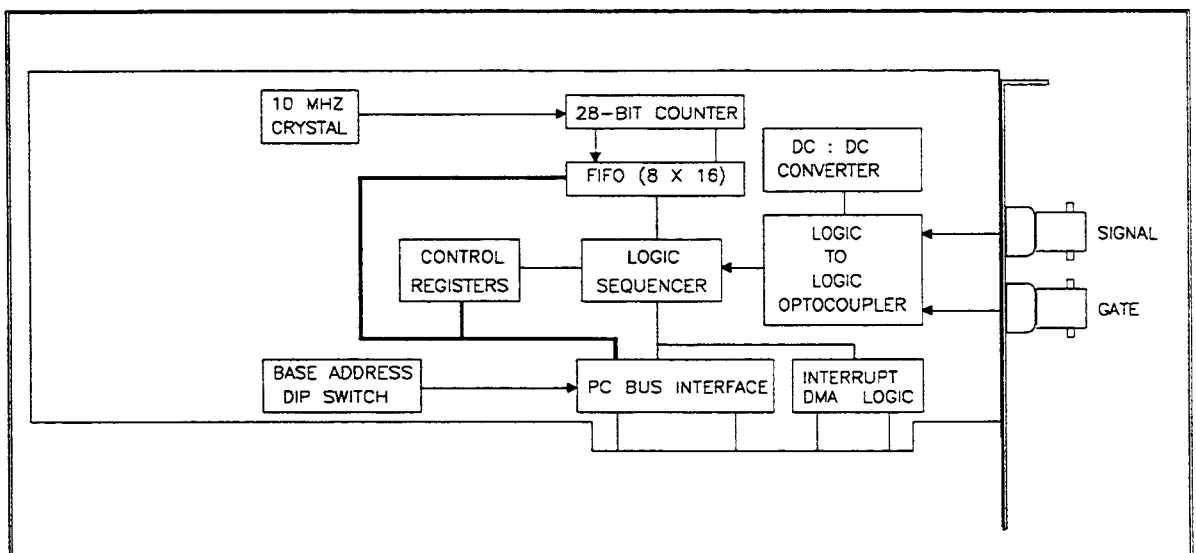 10 MHZ
CRYSTAL
28-BIT COUNTER
FIFO (8 X 16)
DC : DC
CONVERTER
LOGIC
TO
LOGIC
OPTOCOUPLER
SIGNAL
GATE
CONTROL
REGISTERS
LOGIC
SEQUENCER
BASE ADDRESS
DIP SWITCH
PC BUS INTERFACE
INTERRUPT
DMA LOGIC